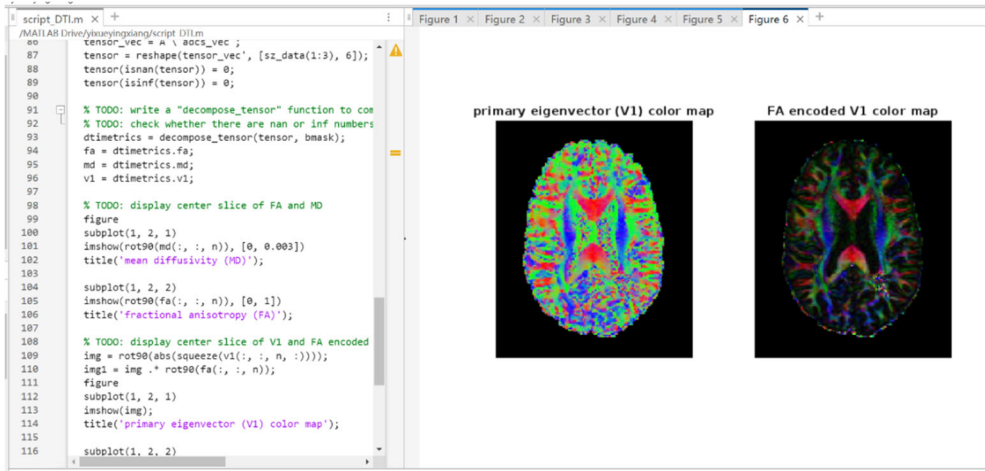 script_DTI.m × +
/MATLAB Drive/yixueyingxiang/script_DTI.m
86 tensor_vec = A \ adcs_vec ;
87 tensor = reshape(tensor_vec', [sz_data(1:3), 6]);
88 tensor(isnan(tensor)) = 0;
89 tensor(isinf(tensor)) = 0;
90
91 % TODO: write a "decompose_tensor" function to com
92 % TODO: check whether there are nan or inf numbers
93 dtimetrics = decompose_tensor(tensor, bmask);
94 fa = dtimetrics.fa;
95 md = dtimetrics.md;
96 v1 = dtimetrics.v1;
97
98 % TODO: display center slice of FA and MD
99 figure
100 subplot(1, 2, 1)
101 imshow(rot90(md(:, :, n)), [0, 0.003])
102 title('mean diffusivity (MD)');
103
104 subplot(1, 2, 2)
105 imshow(rot90(fa(:, :, n)), [0, 1])
106 title('fractional anisotropy (FA)');
107
108 % TODO: display center slice of V1 and FA encoded
109 img = rot90(abs(squeeze(v1(:, :, n, :))));
110 img1 = img .* rot90(fa(:, :, n));
111 figure
112 subplot(1, 2, 1)
113 imshow(img);
114 title('primary eigenvector (V1) color map');
115
116 subplot(1, 2, 2)
Figure 1 × Figure 2 × Figure 3 × Figure 4 × Figure 5 × Figure 6 × +
primary eigenvector (V1) color map
FA encoded V1 color map